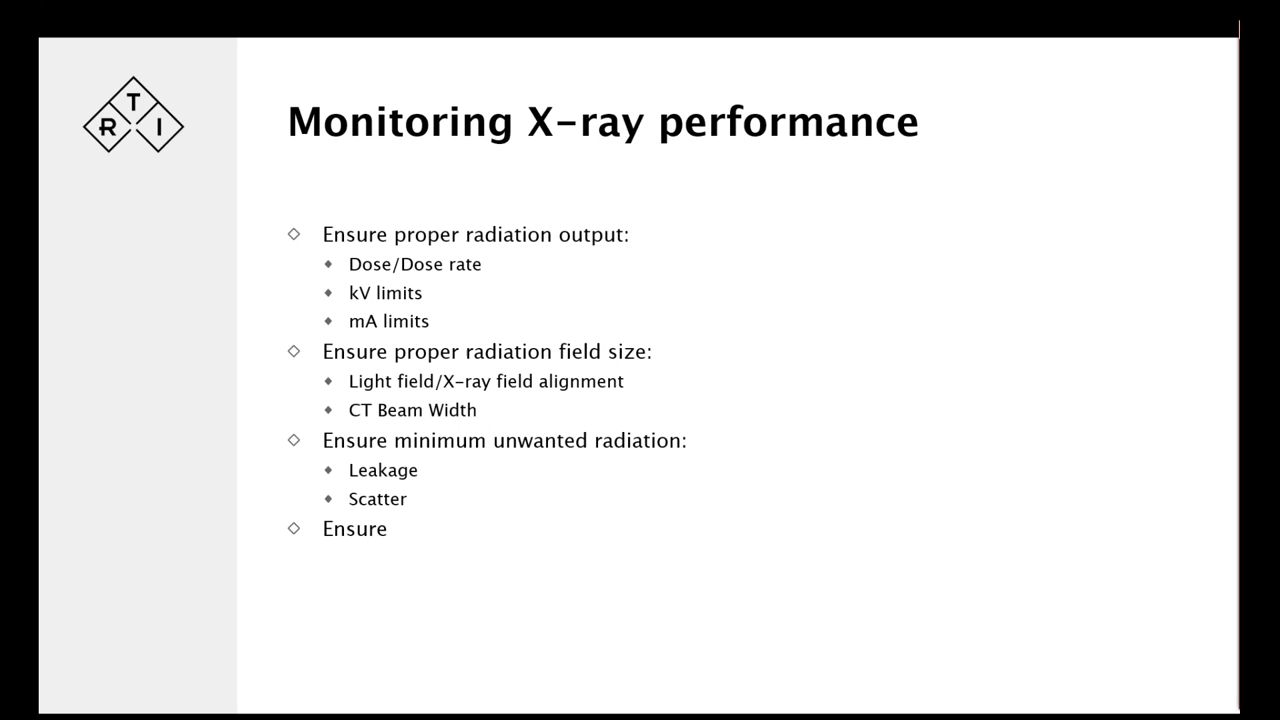 T
R I
Monitoring X-ray performance
Ensure proper radiation output:
Dose/Dose rate
kV limits
mA limits
Ensure proper radiation field size:
Light field/X-ray field alignment
CT Beam Width
Ensure minimum unwanted radiation:
Leakage
Scatter
Ensure